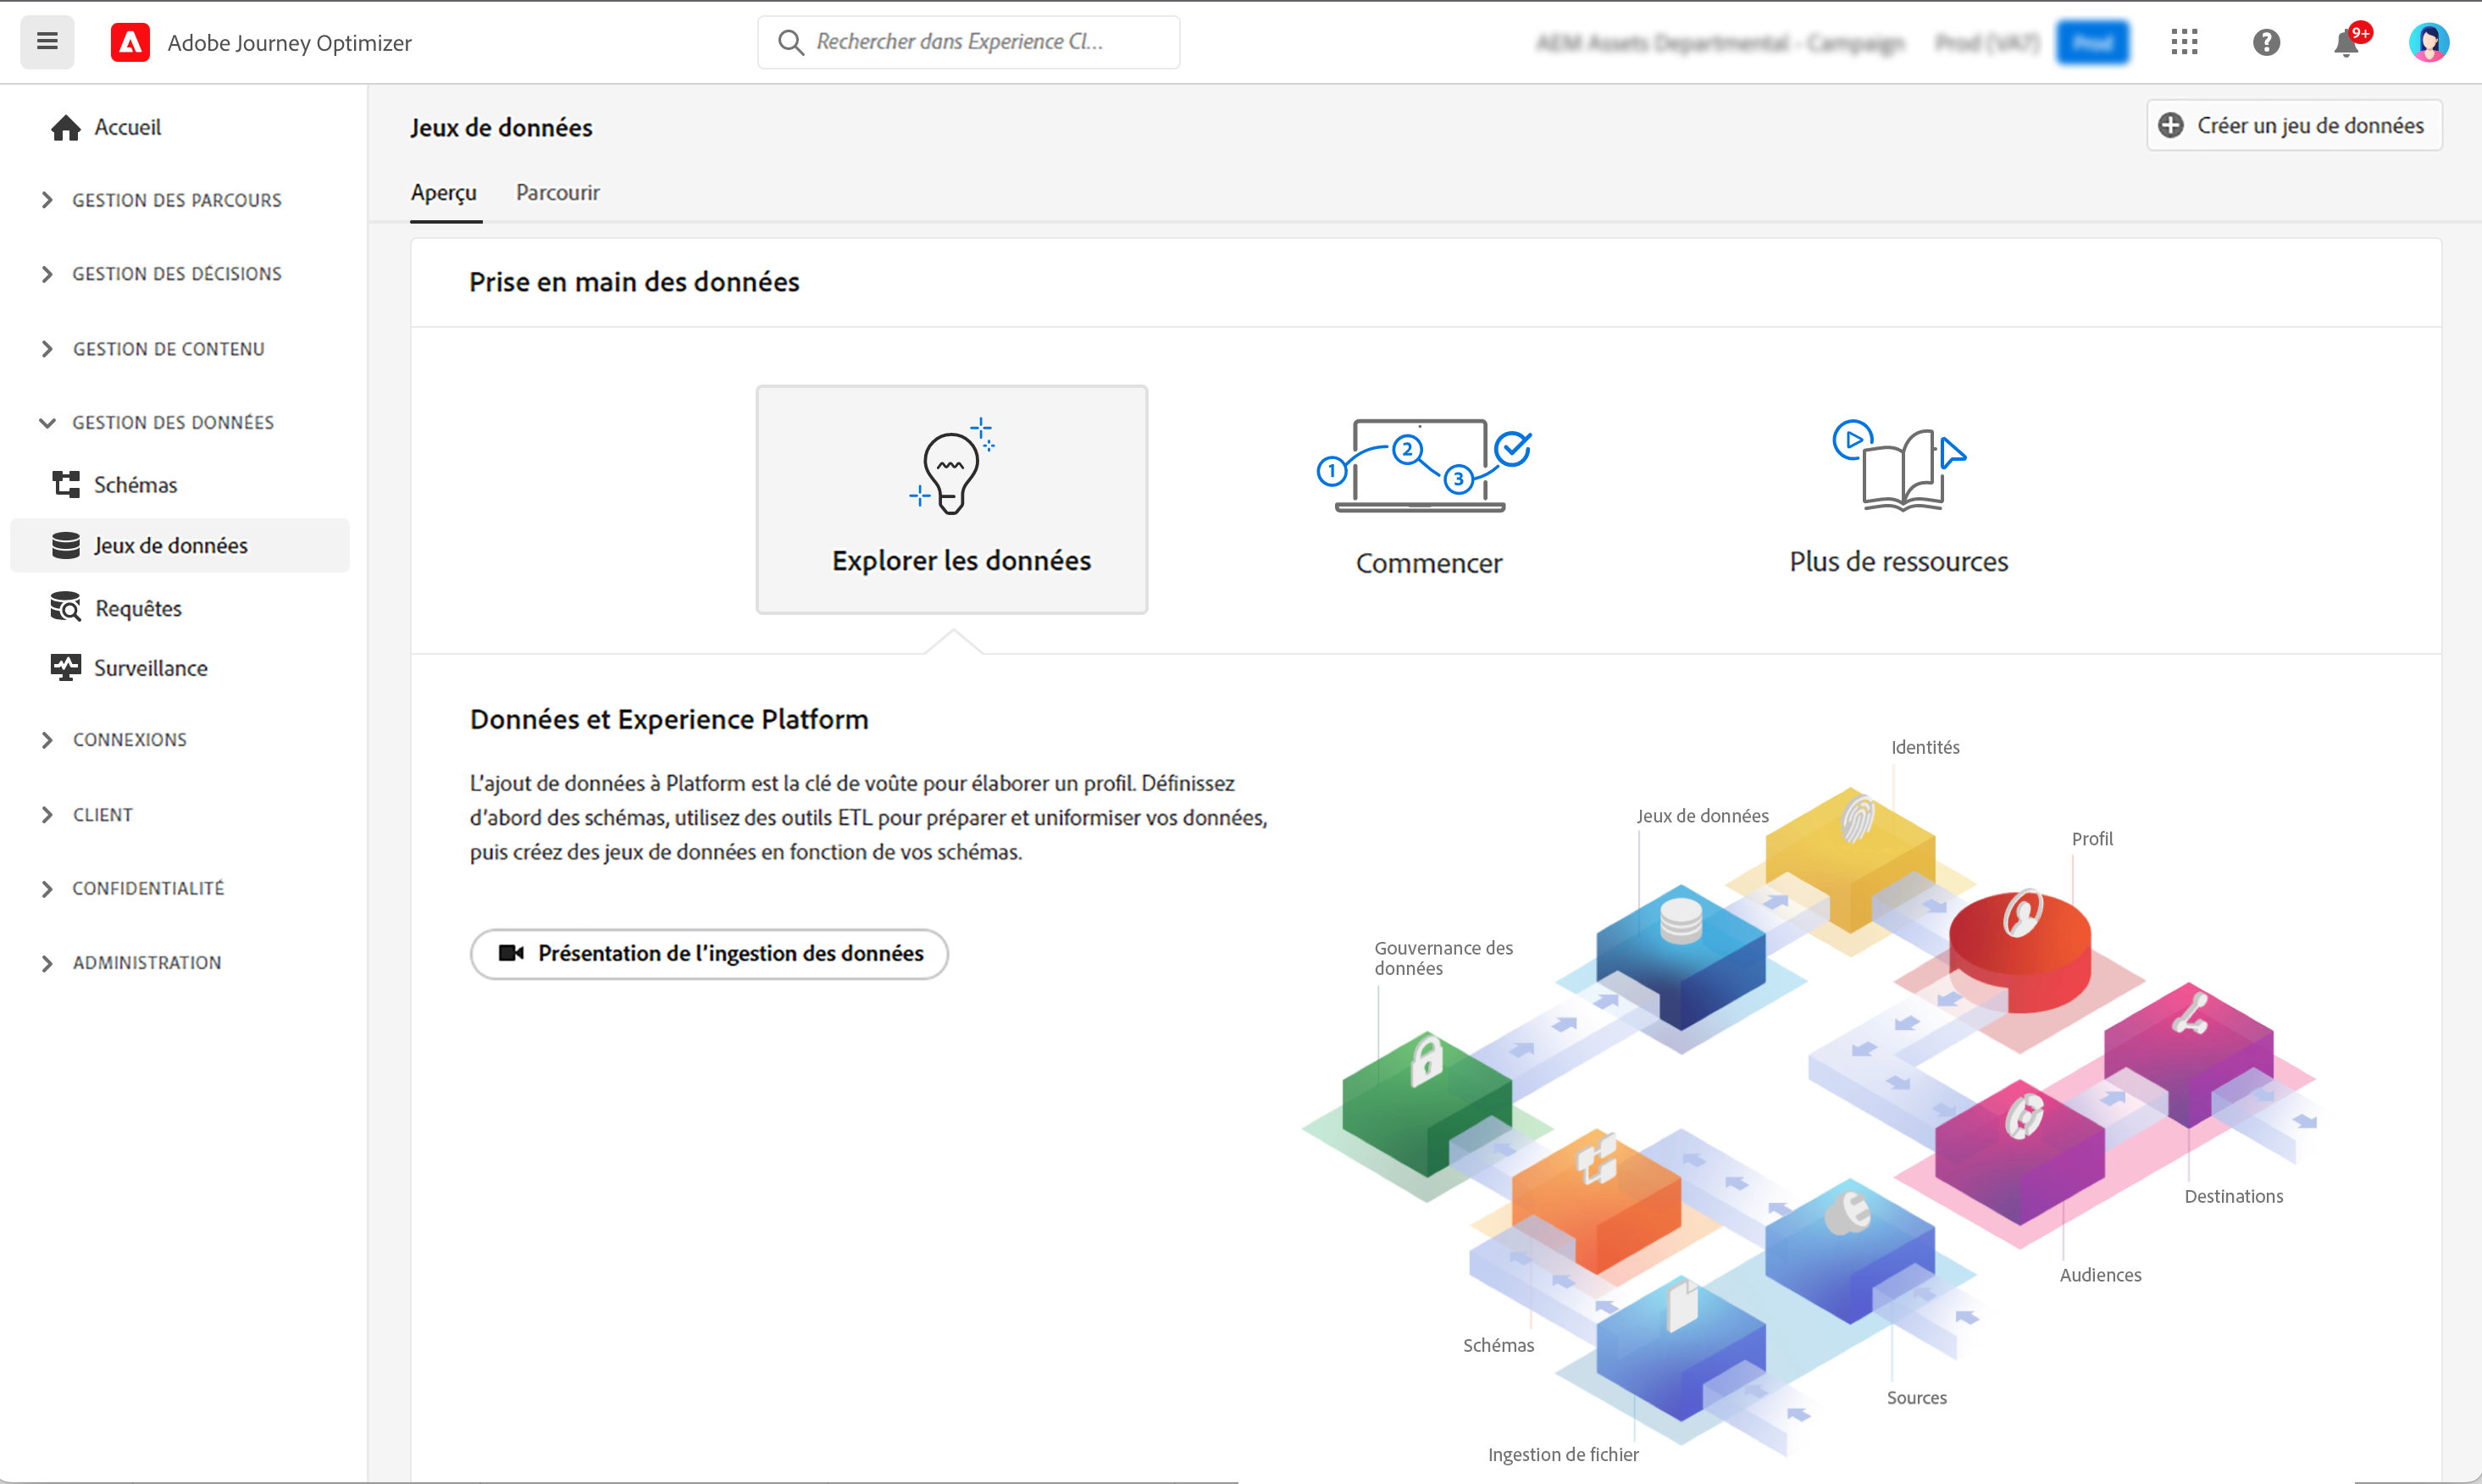 Adobe Journey Optimizer
Rechercher dans Experience Cl...
9+
Accueil
GESTION DES PARCOURS
GESTION DES DÉCISIONS
GESTION DE CONTENU
GESTION DES DONNÉES
Schémas
Jeux de données
Requêtes
Surveillance
CONNEXIONS
CLIENT
CONFIDENTIALITÉ
ADMINISTRATION
Jeux de données
Créer un jeu de données
Aperçu
Parcourir
Prise en main des données
Explorer les données
1
2
3
Commencer
Plus de ressources
Données et Experience Platform
L'ajout de données à Platform est la clé de voûte pour élaborer un profil. Définissez
d'abord des schémas, utilisez des outils ETL pour préparer et uniformiser vos données,
puis créez des jeux de données en fonction de vos schémas.
Présentation de l'ingestion des données
Identités
Jeux de données
Profil
Gouvernance des
données
Destinations
Audiences
Schémas
Sources
Ingestion de fichier